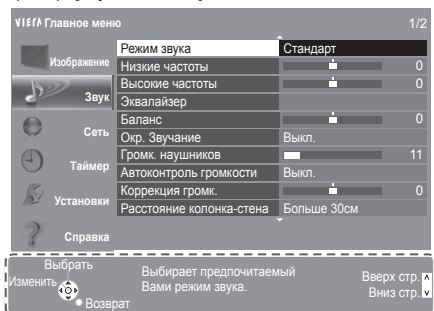 VIErA Главное меню 1/2
Изображение
Звук
Сеть
Таймер
Установки
Справка
Режим звука Стандарт
Низкие частоты 0
Высокие частоты 0
Эквалайзер
Баланс 0
Окр. Звучание Выкл.
Громк. наушников 11
Автоконтроль громкости Выкл.
Коррекция громк. 0
Расстояние колонка-стена Больше 30см
Выбрать
Изменить
Возврат
Выбирает предпочитаемый
Вами режим звука.
Вверх стр.
Вниз стр.